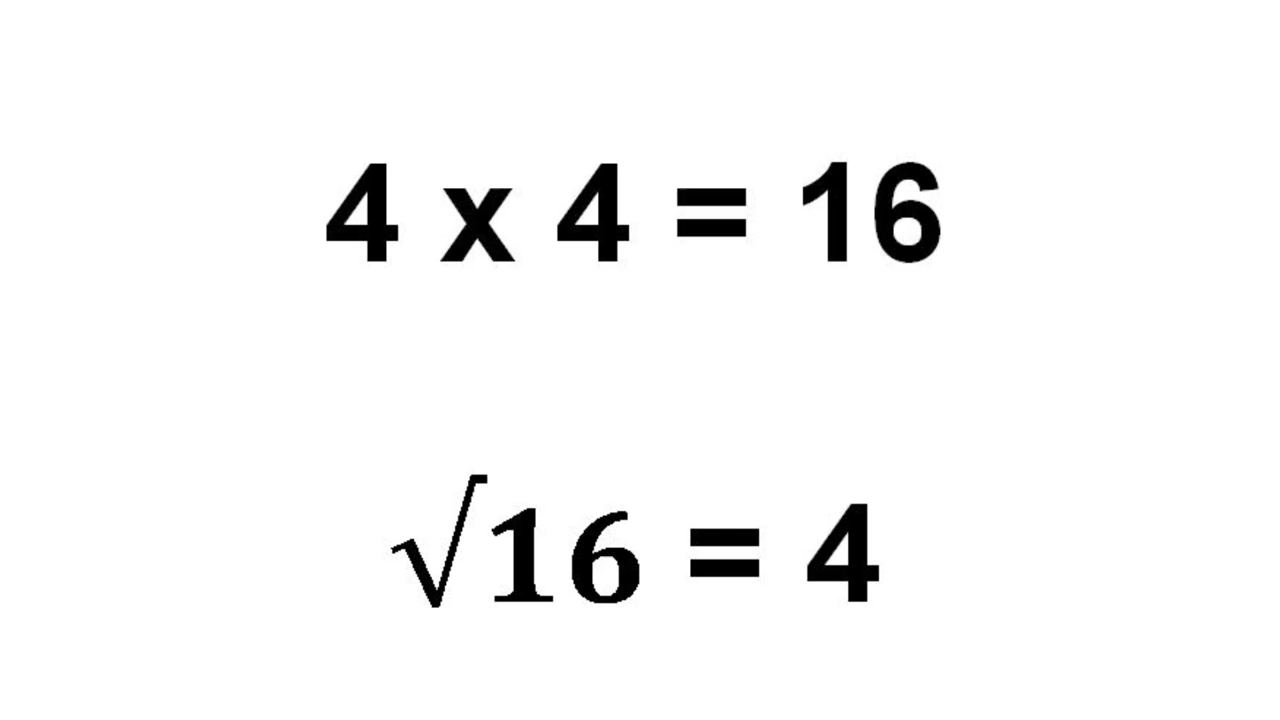 4 x 4 = 16
√16 = 4